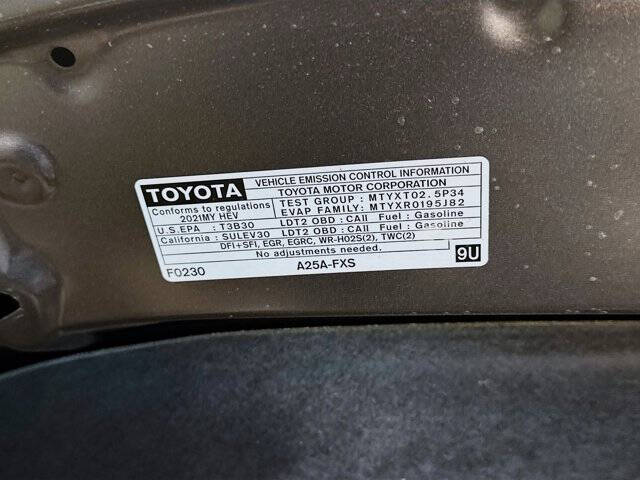 TOYOTA
VEHICLE EMISSION CONTROL INFORMATION
TOYOTA MOTOR CORPORATION
Conforms to regulations
2021MY HEV
TEST GROUP : MTYXT02.5P34
EVAP FAMILY: MTYXR0195J82
U.S.EPA : T3B30 LDT2 OBD : CAII Fuel : Gasoline
California : SULEV30 LDT2 OBD : CAII Fuel : Gasoline
DFI+SFI, EGR, EGRC, WR-HO2S(2), TWC(2)
No adjustments needed.
F0230 A25A-FXS 9U